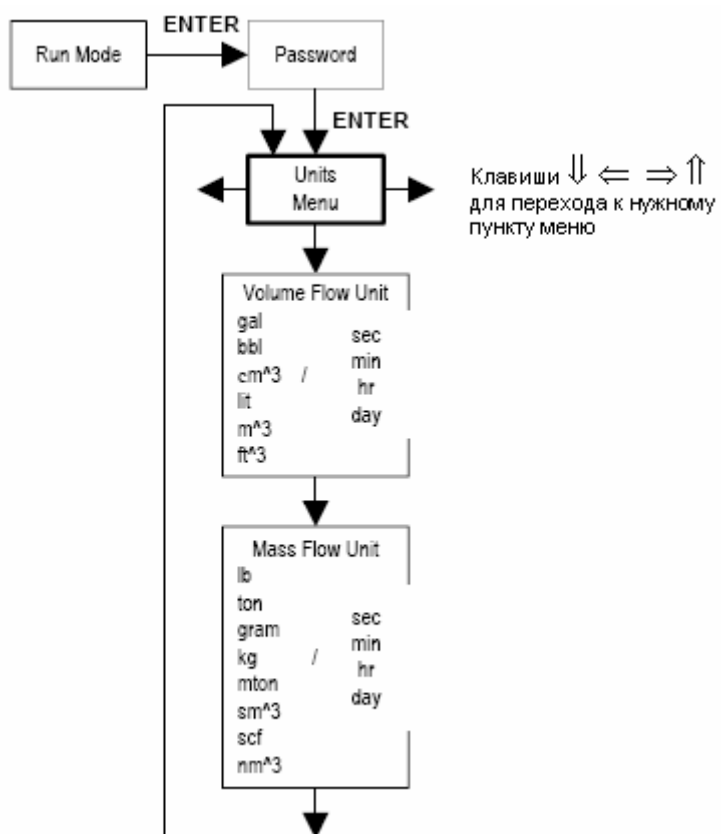 ENTER
Run Mode
Password
ENTER
Units
Menu
Клавиши ⇓ ⇐ ⇒ ⇑
для перехода к нужному
пункту меню
Volume Flow Unit
gal
bbl
cm^3 /
lit
m^3
ft^3
sec
min
hr
day
Mass Flow Unit
lb
ton
gram
kg /
mton
sm^3
scf
nm^3
sec
min
hr
day